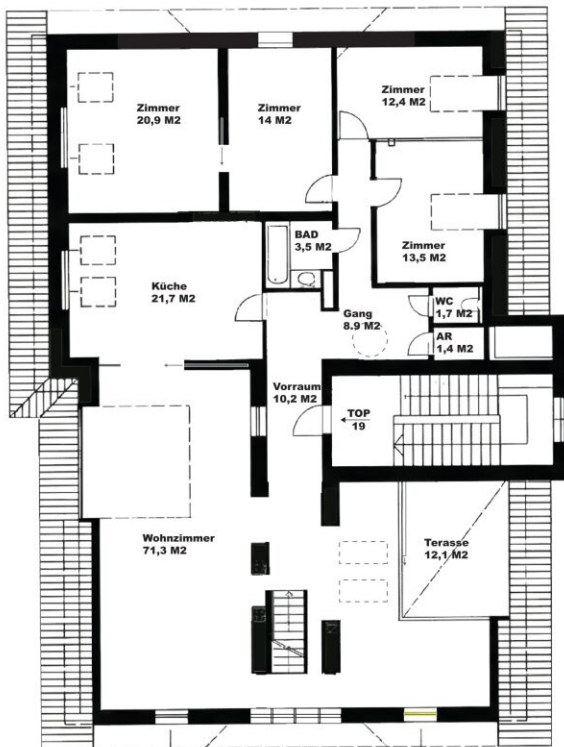 Zimmer
20,9 M2
Zimmer
14 M2
Zimmer
12,4 M2
BAD
3,5 M2
Zimmer
13,5 M2
Küche
21,7 M2
WC
1,7 M2
Gang
8.9 M2
AR
1,4 M2
Vorraum
10,2 M2
TOP
19
Wohnzimmer
71,3 M2
Terasse
12,1 M2